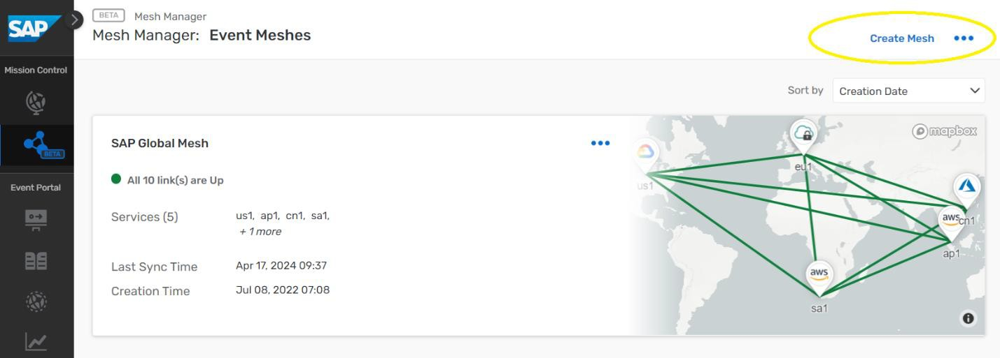 SAP
BETA Mesh Manager
Mesh Manager: Event Meshes
Create Mesh
Mission Control
BETA
Event Portal
Sort by Creation Date
SAP Global Mesh
All 10 link(s) are Up
Services (5) us1, ap1, cn1, sa1,
+ 1 more
Last Sync Time Apr 17, 2024 09:37
Creation Time Jul 08, 2022 07:08
mapbox
eu1
us1
aws cn1
ap1
aws
sa1